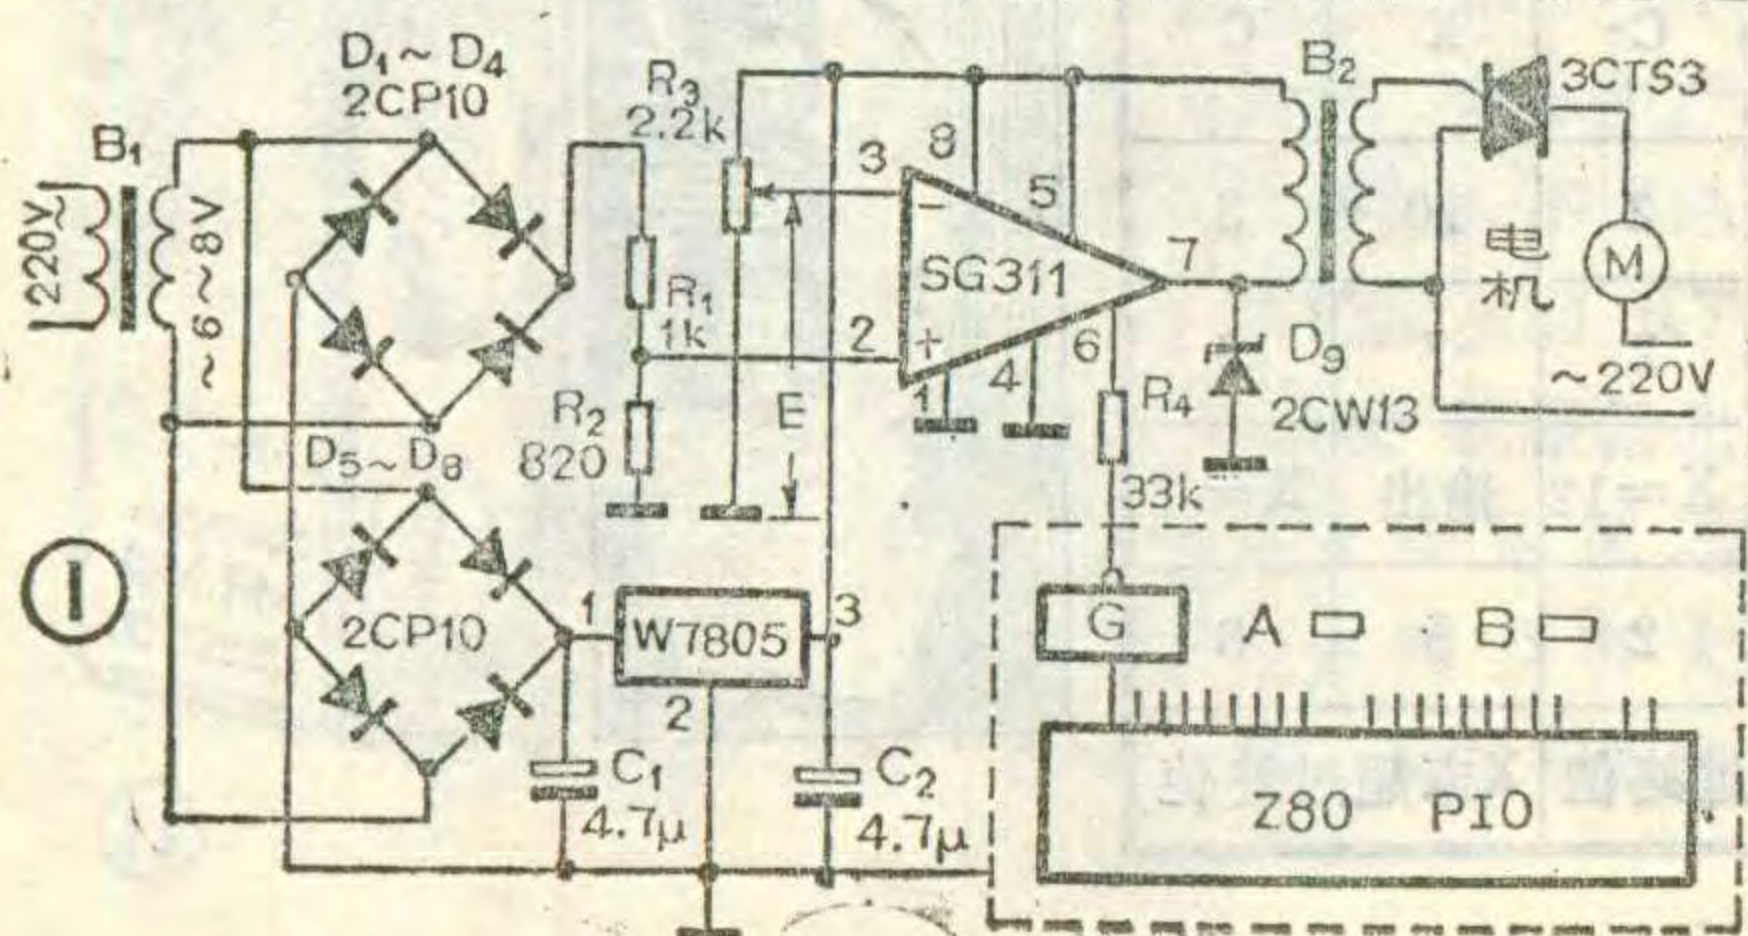 D₁~D₄
2CP10
B₁
220V~
~6~8V
R₃
2.2k
3
8
5
B₂
3CTS3
SG311
7
电
机
M
R₁
1k
2
−
+
1
4
6
R₄
33k
D₉
2CW13
~220V
R₂
820
E
D₅~D₈
2CP10
1
W7805
3
2
C₁
4.7μ
C₂
4.7μ
G
A
B
Z80 PIO
1